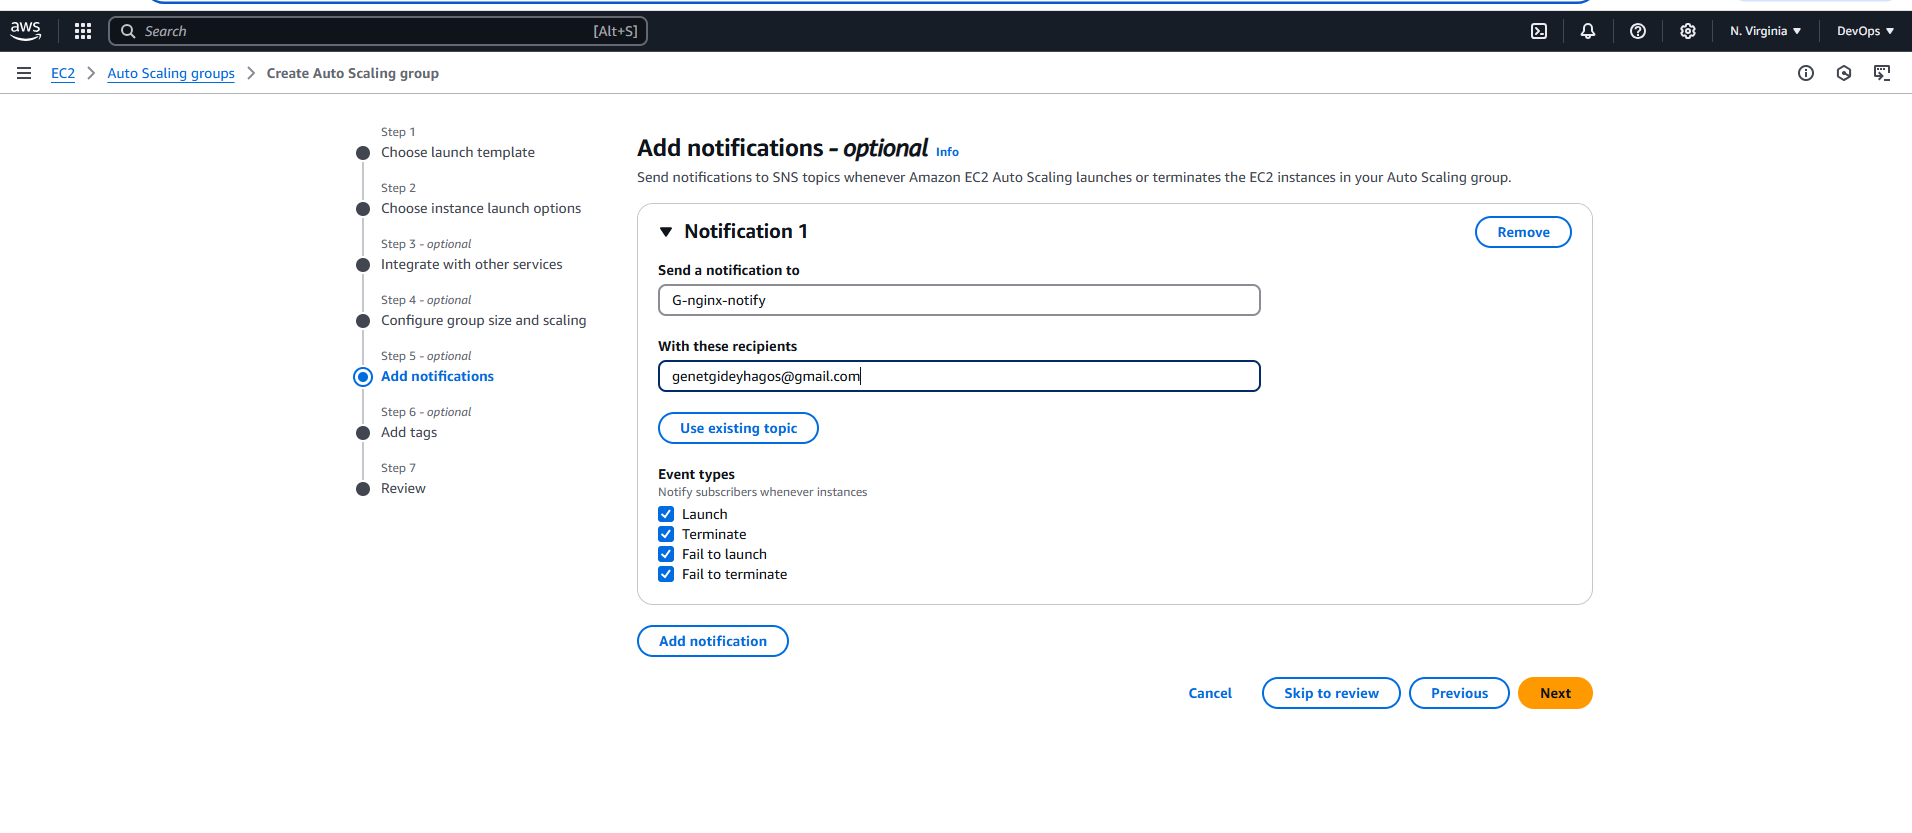 aws
Search
[Alt+S]
N. Virginia
DevOps
EC2
Auto Scaling groups
Create Auto Scaling group
Step 1
Choose launch template
Step 2
Choose instance launch options
Step 3 - optional
Integrate with other services
Step 4 - optional
Configure group size and scaling
Step 5 - optional
Add notifications
Step 6 - optional
Add tags
Step 7
Review
Add notifications - optional Info
Send notifications to SNS topics whenever Amazon EC2 Auto Scaling launches or terminates the EC2 instances in your Auto Scaling group.
Notification 1
Remove
Send a notification to
G-nginx-notify
With these recipients
genetgideyhagos@gmail.com
Use existing topic
Event types
Notify subscribers whenever instances
Launch
Terminate
Fail to launch
Fail to terminate
Add notification
Cancel
Skip to review
Previous
Next